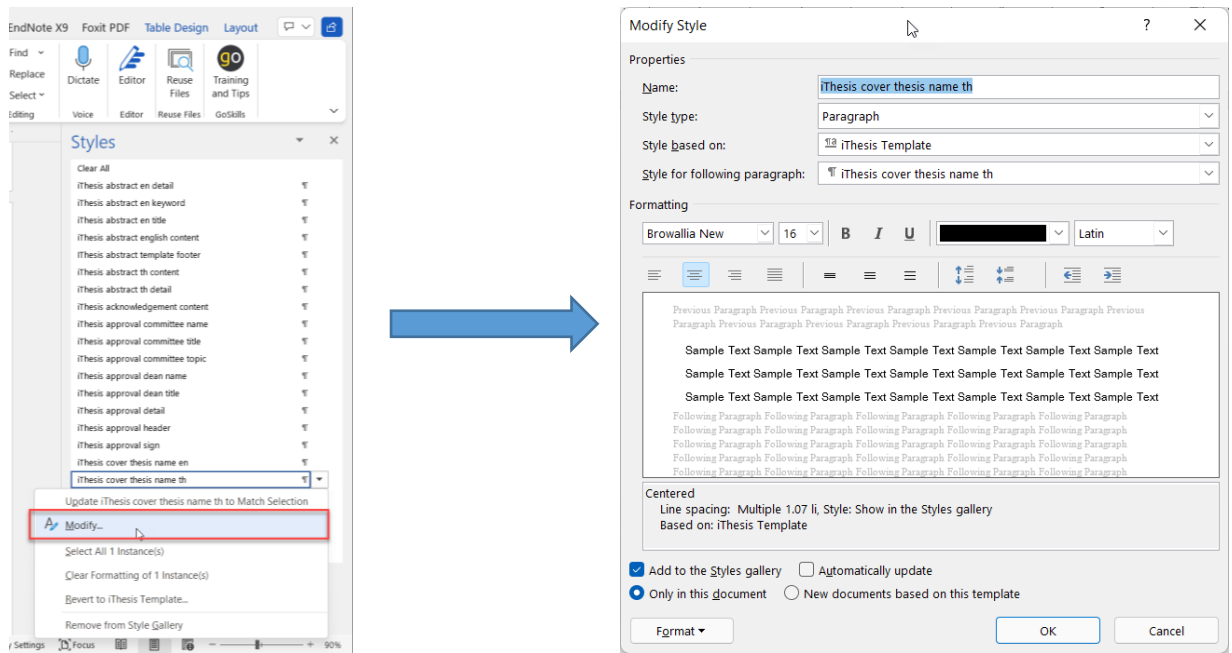 EndNote X9 Foxit PDF Table Design Layout
Find
Replace
Select
Editing
Dictate
Voice
Editor
Editor
Reuse
Files
Reuse Files
go
Training
and Tips
GoSkills
Styles
Clear All
iThesis abstract en detail
iThesis abstract en keyword
iThesis abstract en title
iThesis abstract english content
iThesis abstract template footer
iThesis abstract th content
iThesis abstract th detail
iThesis acknowledgement content
iThesis approval committee name
iThesis approval committee title
iThesis approval committee topic
iThesis approval dean name
iThesis approval dean title
iThesis approval detail
iThesis approval header
iThesis approval sign
iThesis cover thesis name en
iThesis cover thesis name th
Update iThesis cover thesis name th to Match Selection
Modify...
Select All 1 Instance(s)
Clear Formatting of 1 Instance(s)
Revert to iThesis Template...
Remove from Style Gallery
Settings Focus 90%
Modify Style
Properties
Name: iThesis cover thesis name th
Style type: Paragraph
Style based on: ¶a iThesis Template
Style for following paragraph: ¶ iThesis cover thesis name th
Formatting
Browallia New 16 B I U Latin
Previous Paragraph Previous Paragraph Previous Paragraph Previous Paragraph Previous Paragraph Previous
Paragraph Previous Paragraph Previous Paragraph Previous Paragraph Previous Paragraph
Sample Text Sample Text Sample Text Sample Text Sample Text Sample Text Sample Text
Sample Text Sample Text Sample Text Sample Text Sample Text Sample Text Sample Text
Sample Text Sample Text Sample Text Sample Text Sample Text Sample Text Sample Text
Following Paragraph Following Paragraph Following Paragraph Following Paragraph Following Paragraph
Following Paragraph Following Paragraph Following Paragraph Following Paragraph Following Paragraph
Following Paragraph Following Paragraph Following Paragraph Following Paragraph Following Paragraph
Following Paragraph Following Paragraph Following Paragraph Following Paragraph Following Paragraph
Following Paragraph Following Paragraph Following Paragraph Following Paragraph Following Paragraph
Centered
Line spacing: Multiple 1.07 li, Style: Show in the Styles gallery
Based on: iThesis Template
Add to the Styles gallery Automatically update
Only in this document New documents based on this template
Format OK Cancel